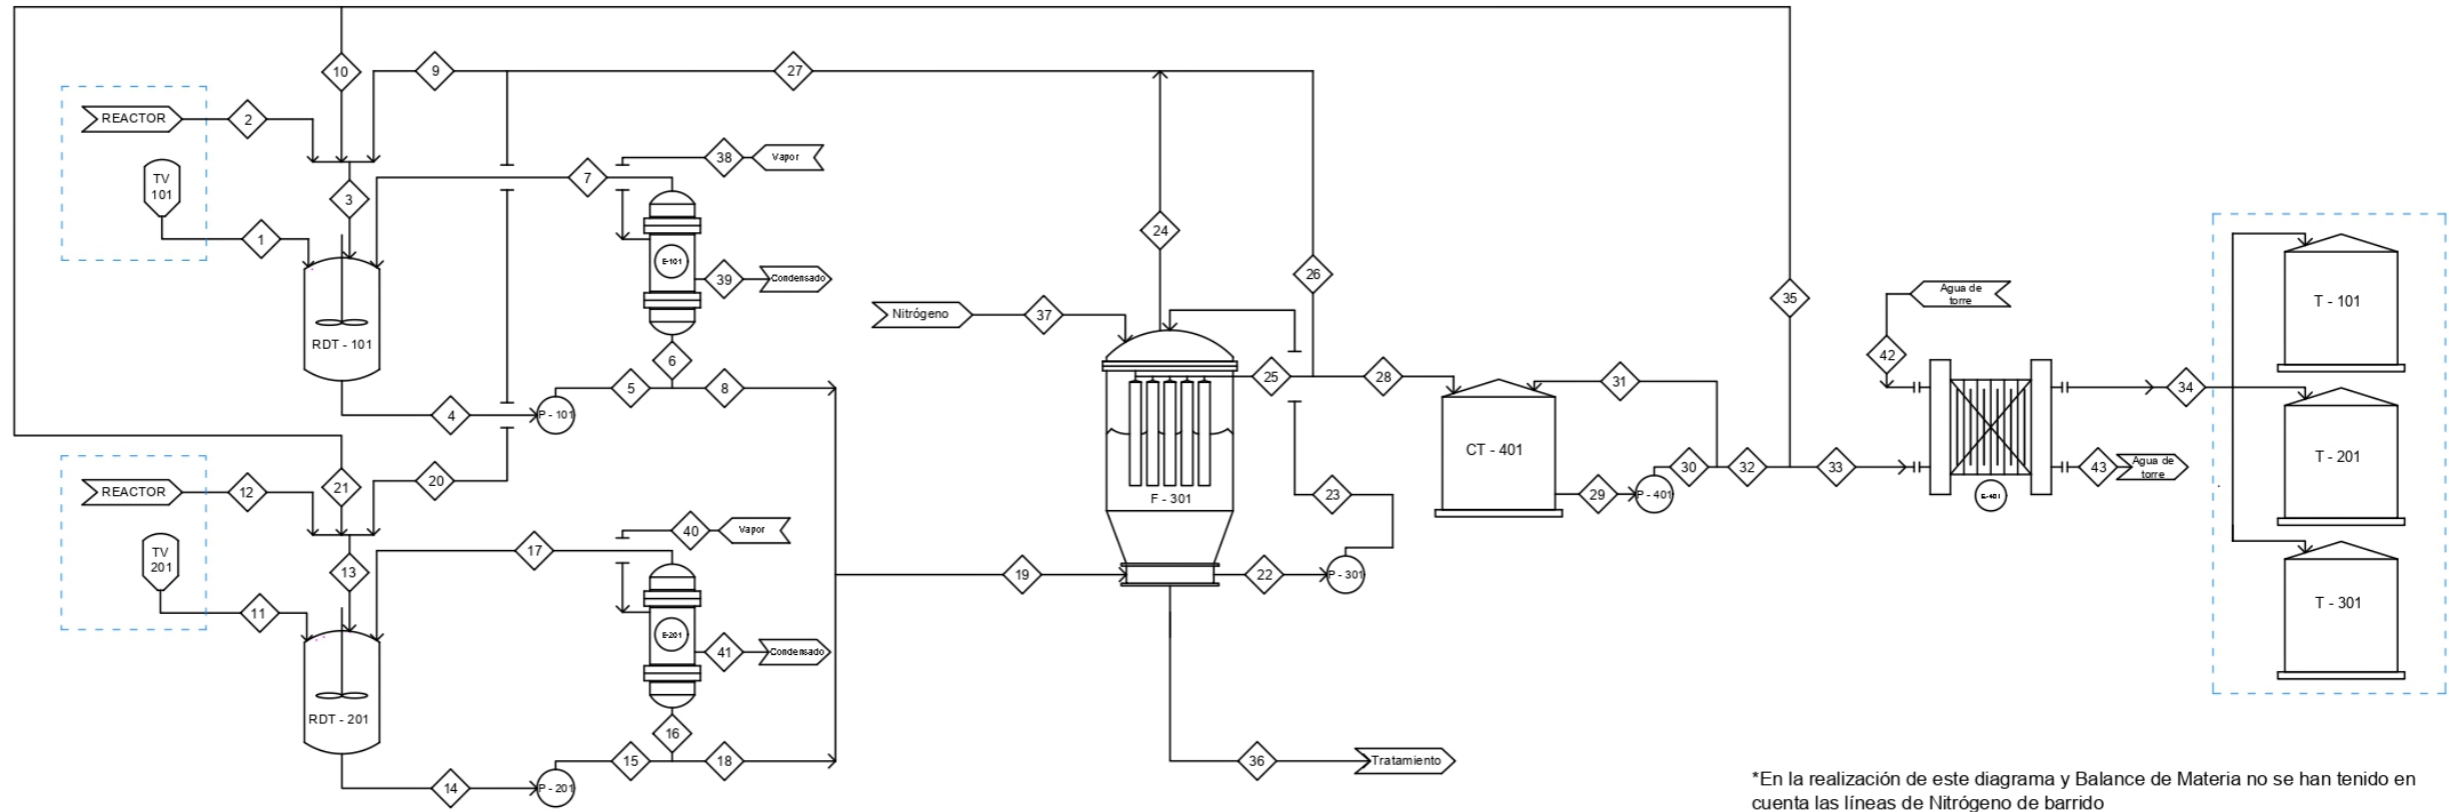 10
9
27
REACTOR
2
TV
101
1
3
7
38
Vapor
E-101
39
Condensado
RDT - 101
6
5
8
4
P - 101
24
26
Nitrógeno
37
25
28
F - 301
23
19
22
P - 301
36
Tratamiento
31
CT - 401
29
P - 401
30
32
33
35
Agua de
torre
42
34
43
Agua de
torre
E-401
T - 101
T - 201
T - 301
REACTOR
12
21
20
TV
201
11
13
17
40
Vapor
E-201
41
Condensado
RDT - 201
16
15
18
14
P - 201
*En la realización de este diagrama y Balance de Materia no se han tenido en
cuenta las líneas de Nitrógeno de barrido